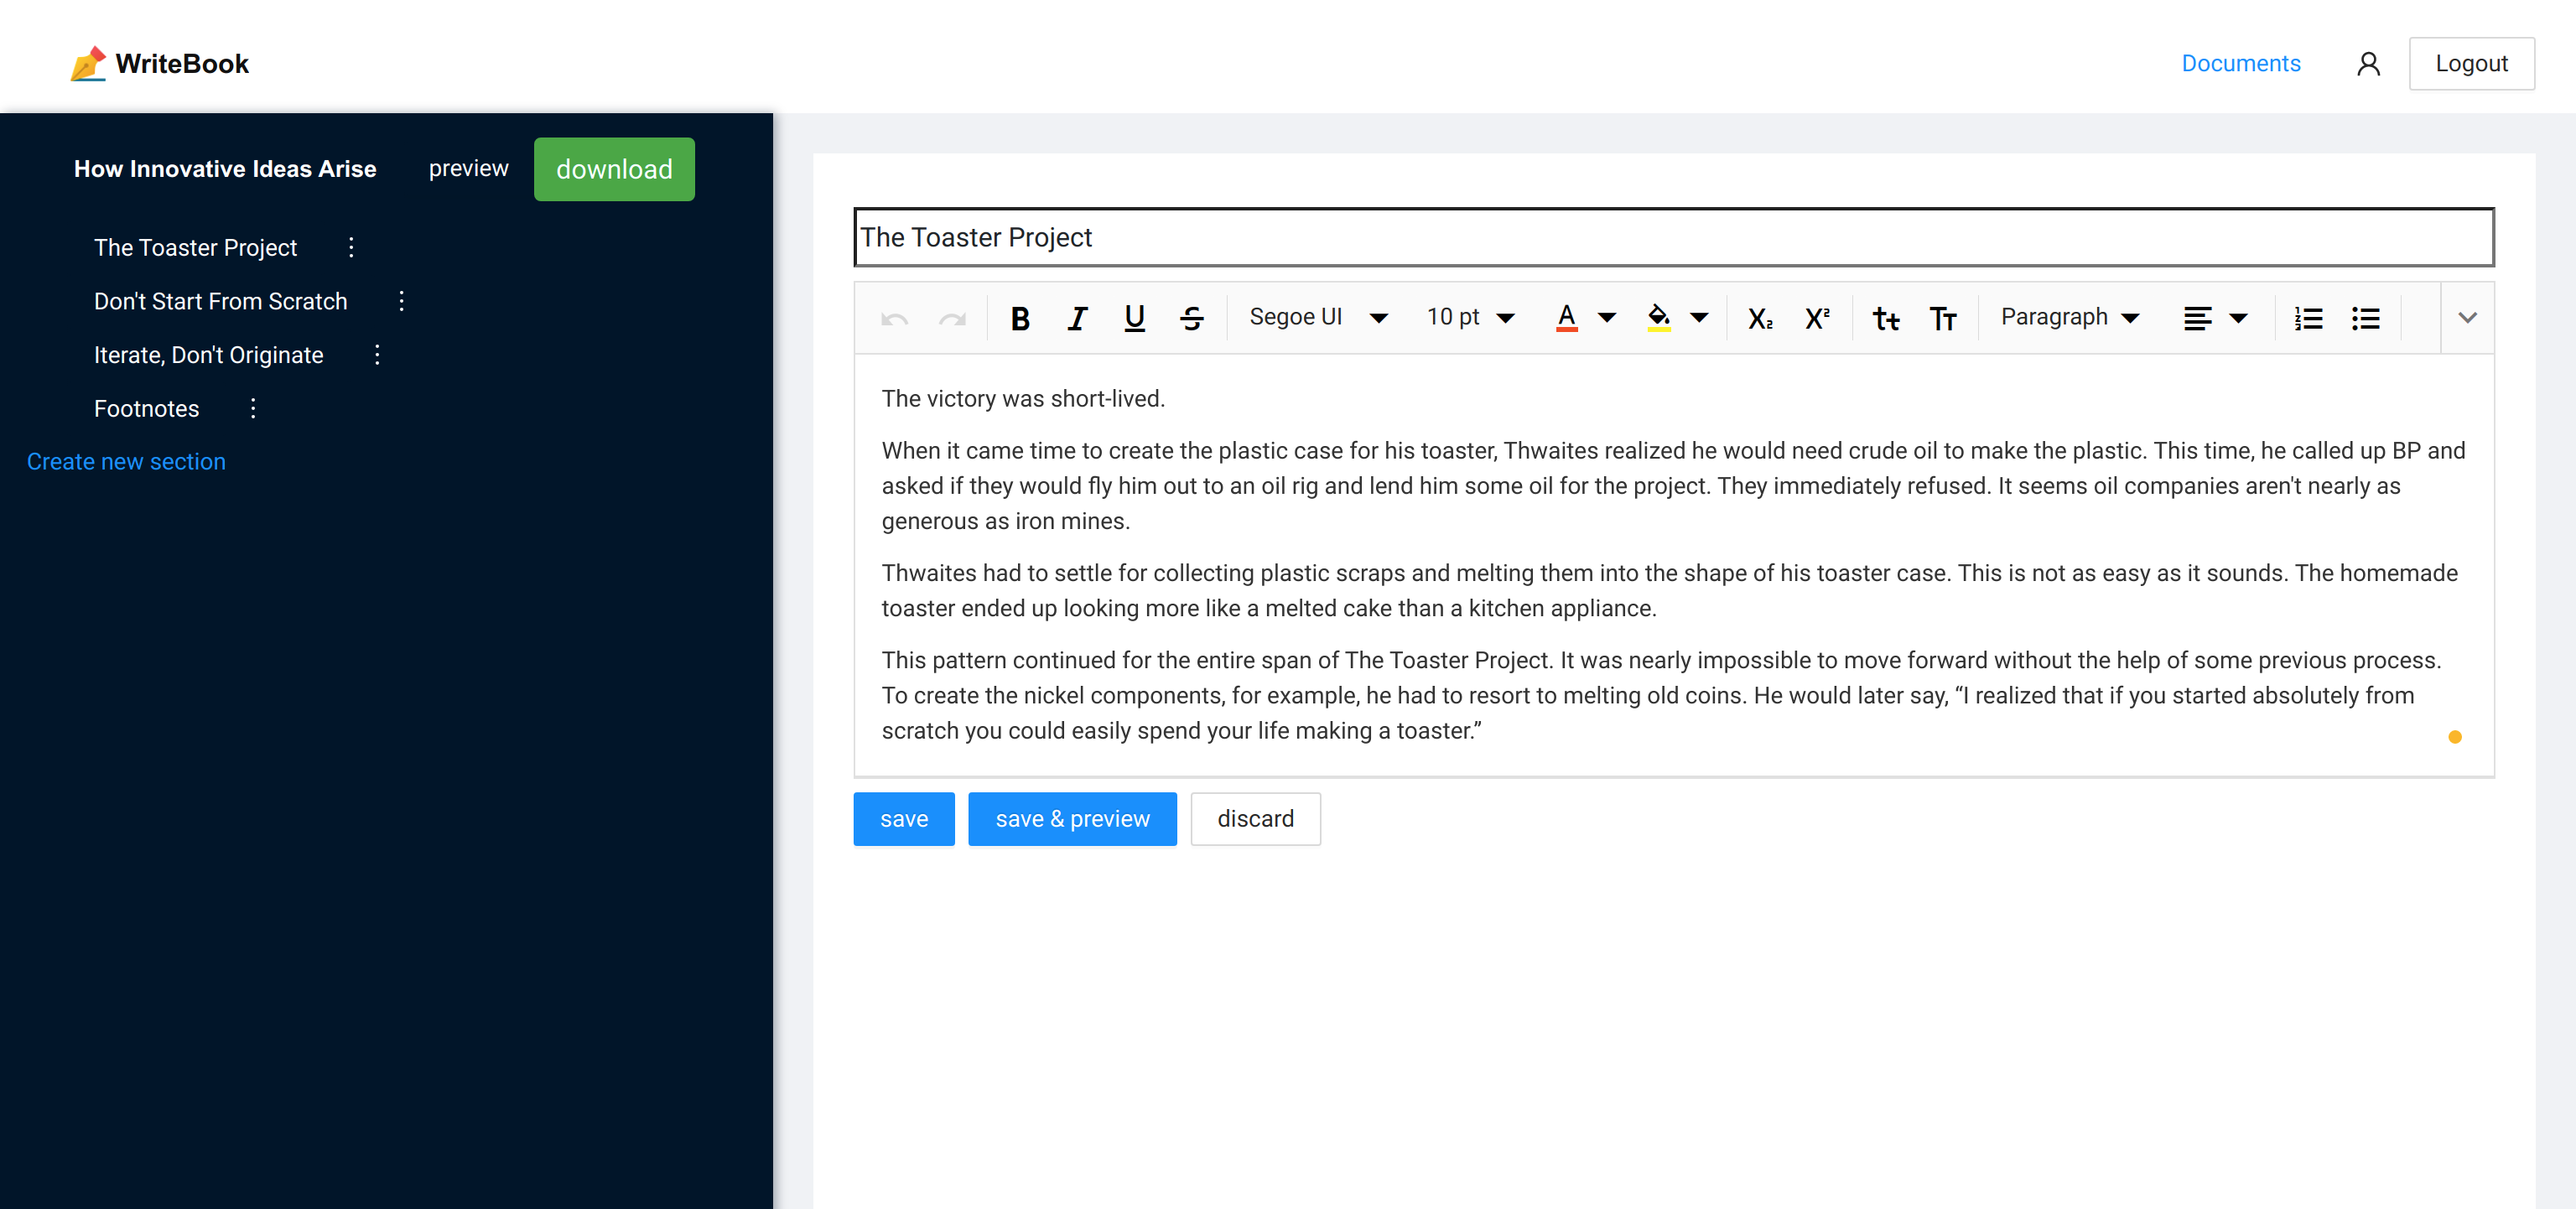 WriteBook
Documents
Logout
How Innovative Ideas Arise
preview
download
The Toaster Project
Don't Start From Scratch
Iterate, Don't Originate
Footnotes
Create new section
The Toaster Project
B I U S Segoe UI 10 pt A X₂ X² Paragraph
The victory was short-lived.
When it came time to create the plastic case for his toaster, Thwaites realized he would need crude oil to make the plastic. This time, he called up BP and
asked if they would fly him out to an oil rig and lend him some oil for the project. They immediately refused. It seems oil companies aren't nearly as
generous as iron mines.
Thwaites had to settle for collecting plastic scraps and melting them into the shape of his toaster case. This is not as easy as it sounds. The homemade
toaster ended up looking more like a melted cake than a kitchen appliance.
This pattern continued for the entire span of The Toaster Project. It was nearly impossible to move forward without the help of some previous process.
To create the nickel components, for example, he had to resort to melting old coins. He would later say, “I realized that if you started absolutely from
scratch you could easily spend your life making a toaster.”
save
save & preview
discard